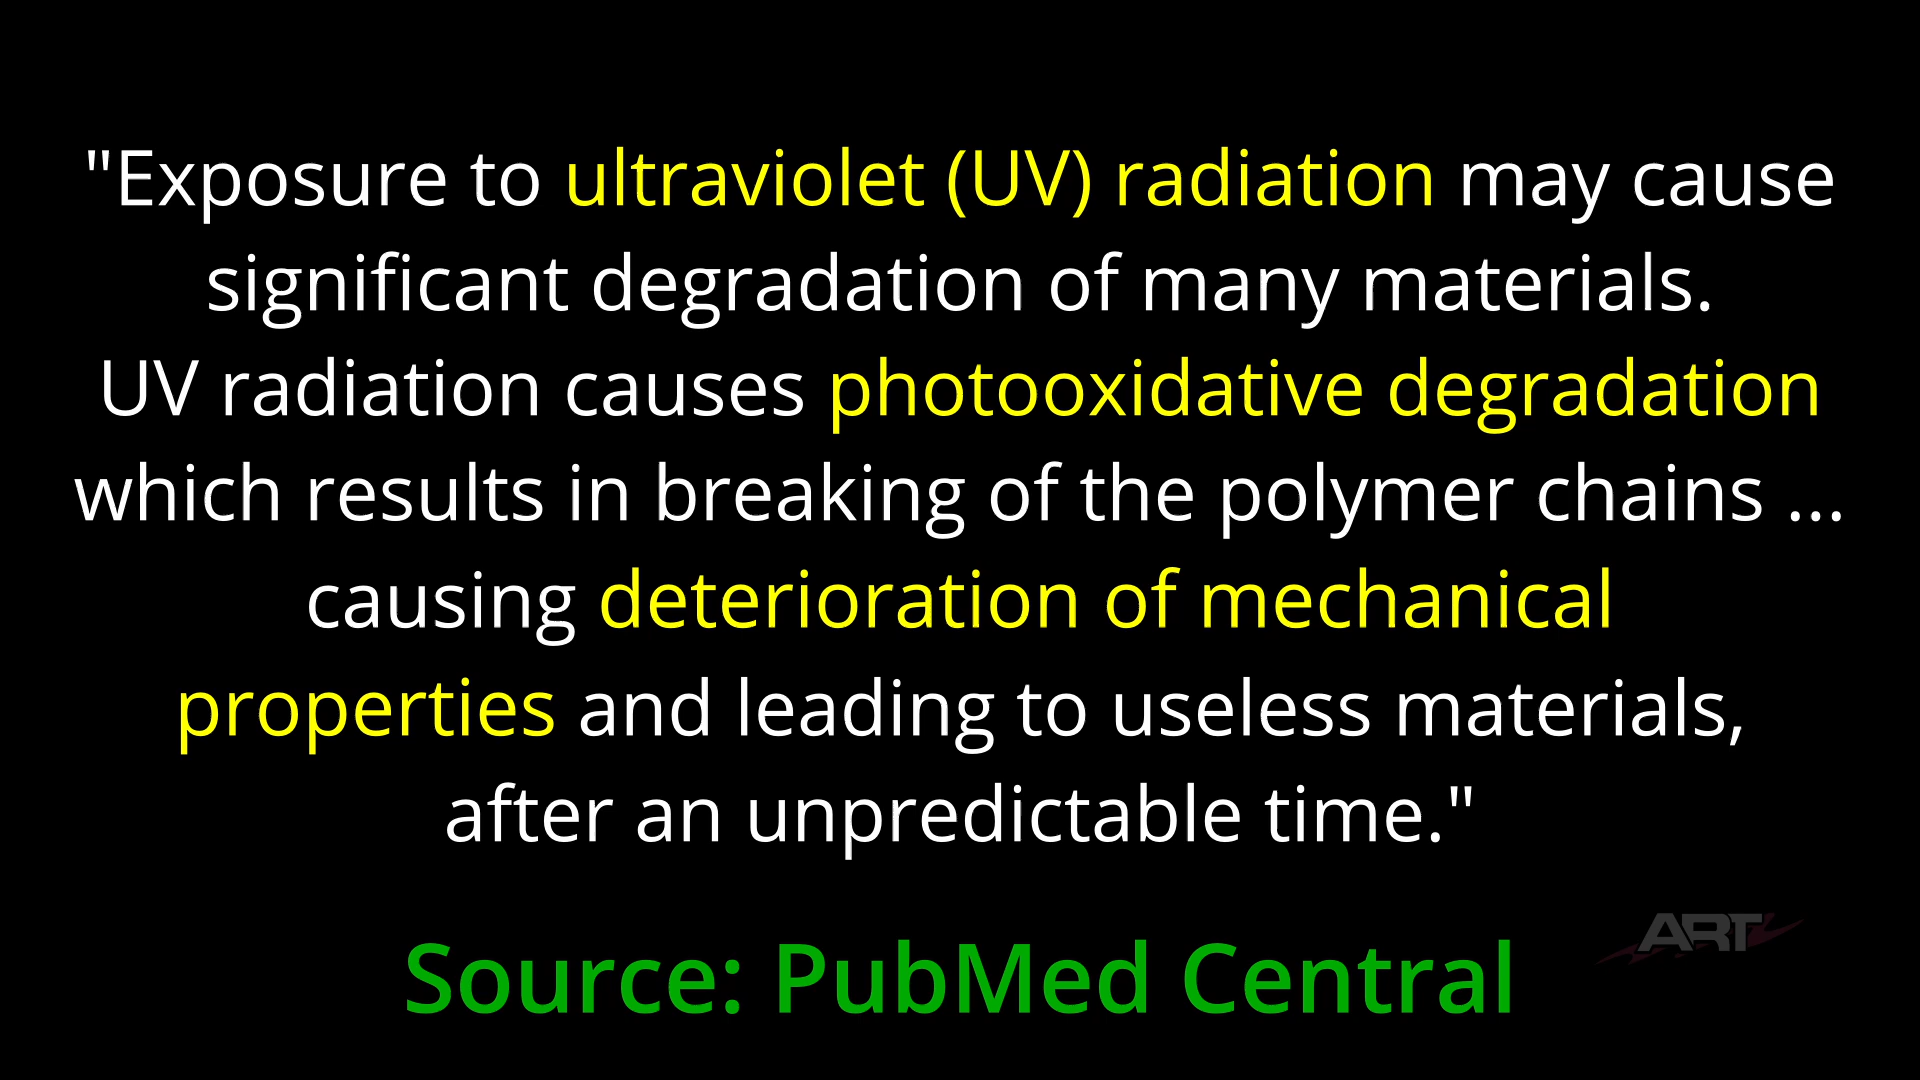 "Exposure to ultraviolet (UV) radiation may cause
significant degradation of many materials.
UV radiation causes photooxidative degradation
which results in breaking of the polymer chains ...
causing deterioration of mechanical
properties and leading to useless materials,
after an unpredictable time."
ART
Source: PubMed Central